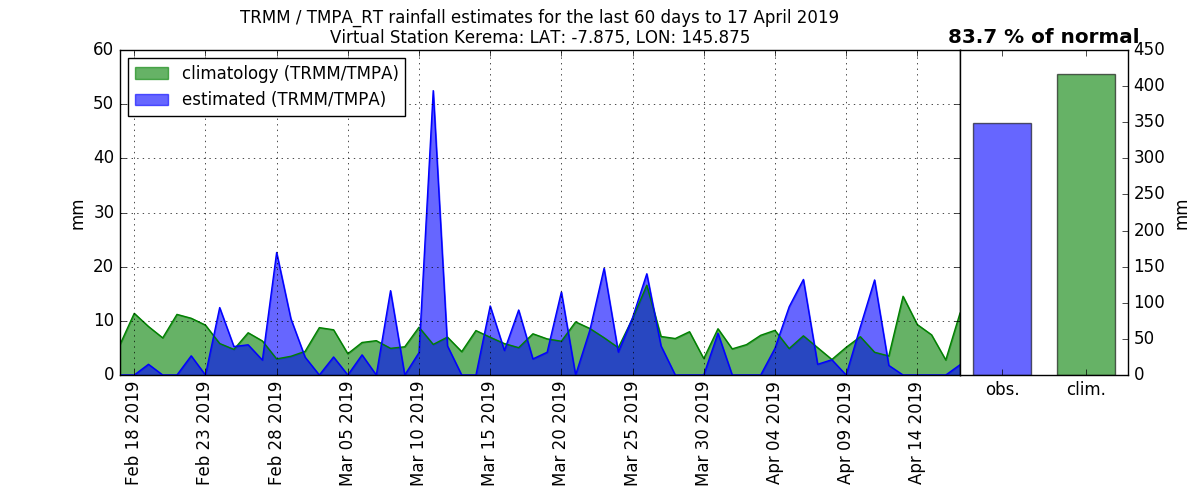 TRMM / TMPA_RT rainfall estimates for the last 60 days to 17 April 2019
Virtual Station Kerema: LAT: -7.875, LON: 145.875
83.7 % of normal
climatology (TRMM/TMPA)
estimated (TRMM/TMPA)
60
50
40
30
20
10
0
mm
Feb 18 2019
Feb 23 2019
Feb 28 2019
Mar 05 2019
Mar 10 2019
Mar 15 2019
Mar 20 2019
Mar 25 2019
Mar 30 2019
Apr 04 2019
Apr 09 2019
Apr 14 2019
450
400
350
300
250
200
150
100
50
0
mm
obs.
clim.